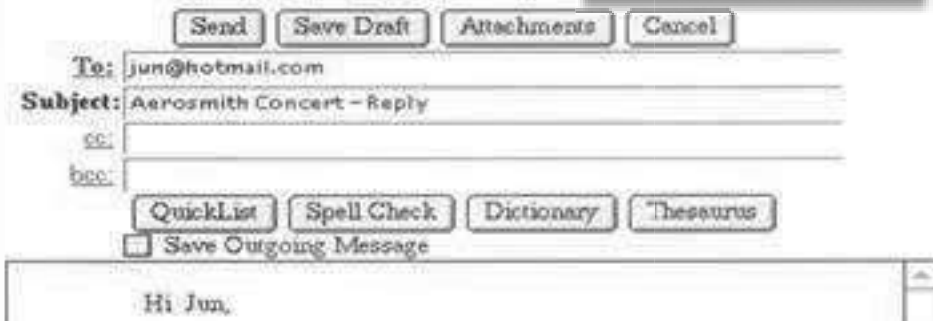 Send Save Draft Attachments Cancel
To: jun@hotmail.com
Subject: Aerosmith Concert – Reply
cc:
bcc:
QuickList Spell Check Dictionary Thesaurus
Save Outgoing Message
Hi Jun,